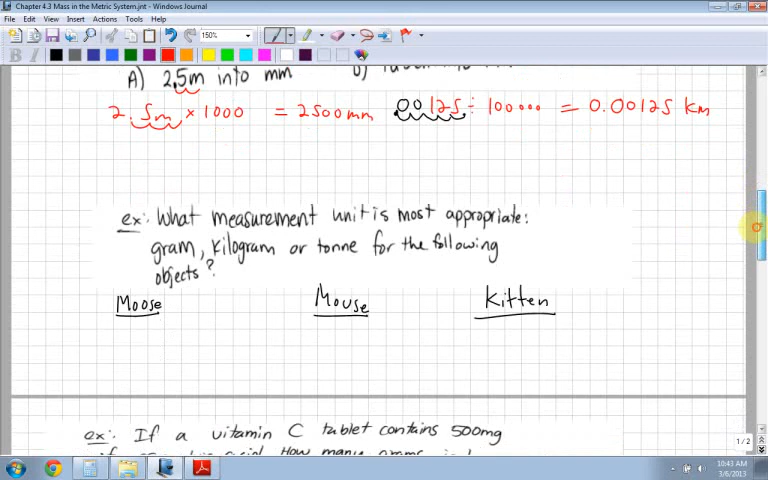 Chapter 4.3 Mass in the Metric System.jnt - Windows Journal
File Edit View Insert Actions Tools Help
150%
B I
A) 2.5m into mm
2.5m × 1000 = 2500mm 00125 ÷ 100000 = 0.00125 km
ex: What measurement unit is most appropriate:
gram, kilogram or tonne for the following
objects?
Moose Mouse Kitten
ex: If a vitamin C tablet contains 500mg
1 / 2
10:43 AM
3/6/2013